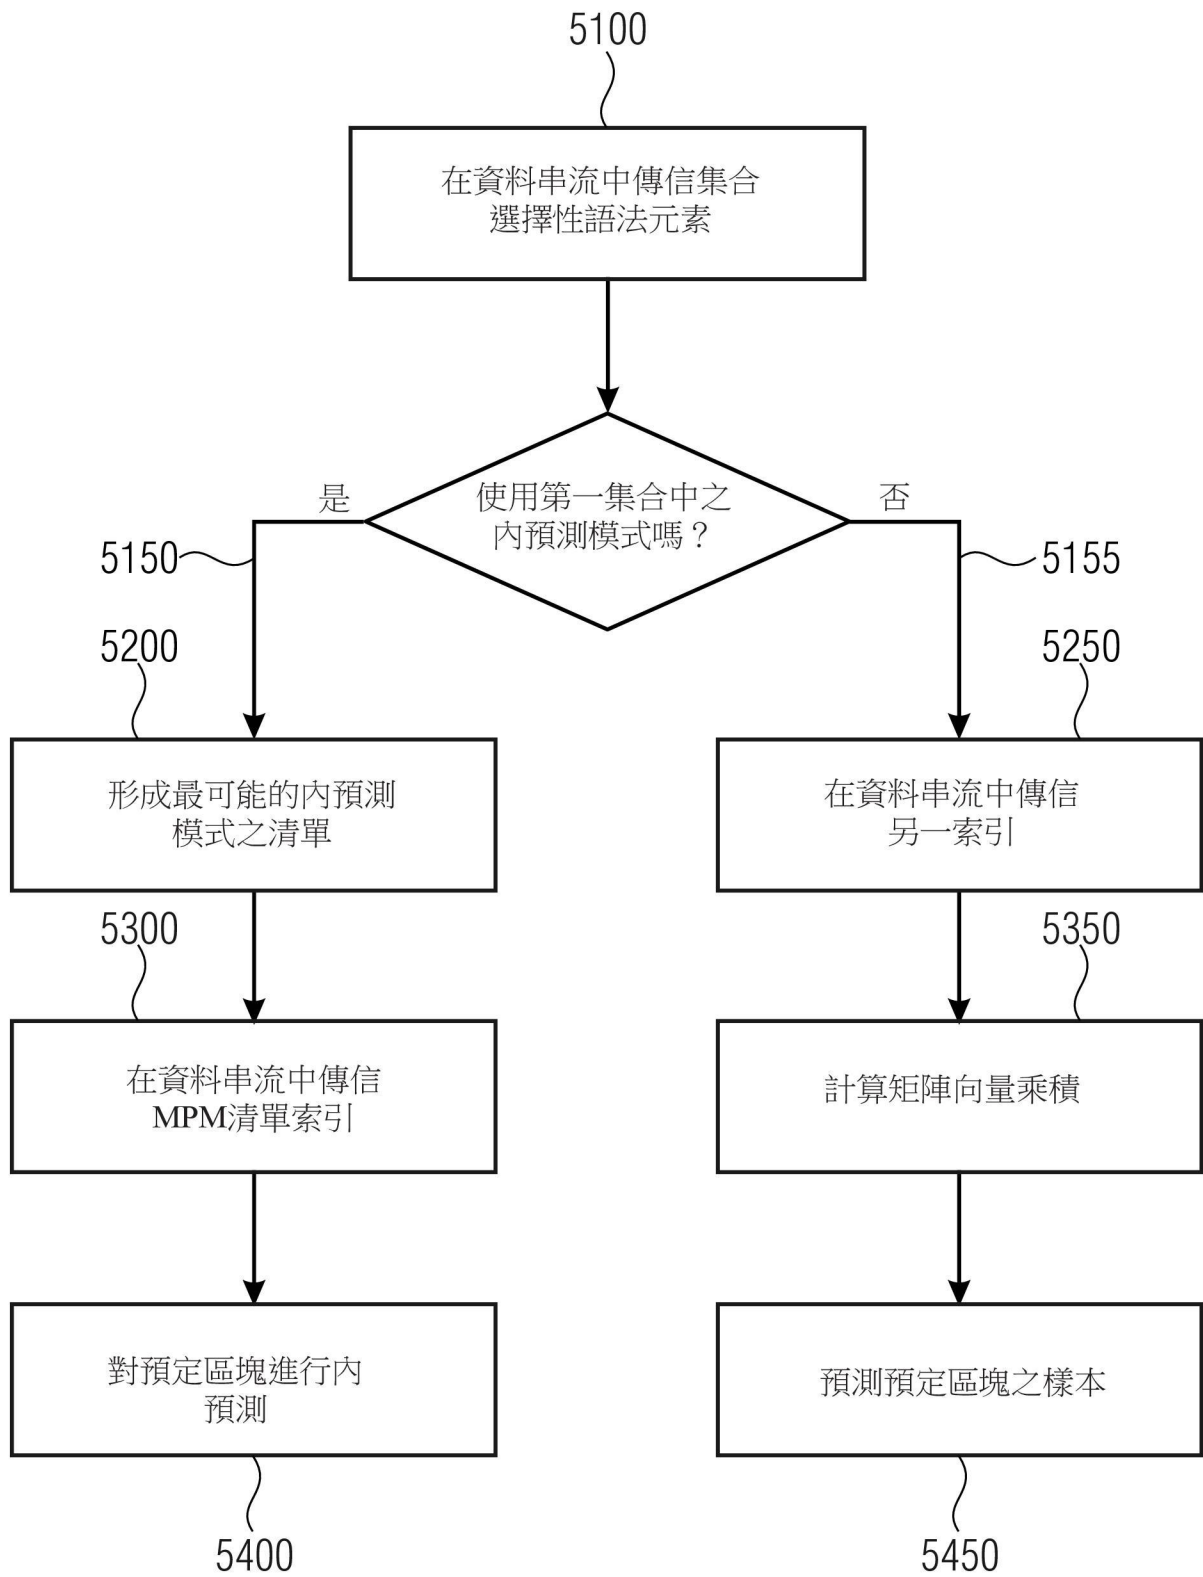 5100
在資料串流中傳信集合
選擇性語法元素
是
使用第一集合中之
內預測模式嗎？
否
5150
5155
5200
5250
形成最可能的內預測
模式之清單
在資料串流中傳信
另一索引
5300
5350
在資料串流中傳信
MPM清單索引
計算矩陣向量乘積
對預定區塊進行內
預測
預測預定區塊之樣本
5400
5450